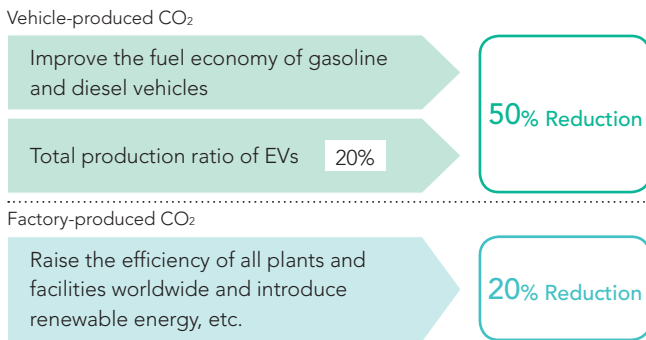 Vehicle-produced CO₂
Improve the fuel economy of gasoline
and diesel vehicles
50% Reduction
Total production ratio of EVs 20%
Factory-produced CO₂
Raise the efficiency of all plants and
facilities worldwide and introduce
renewable energy, etc.
20% Reduction